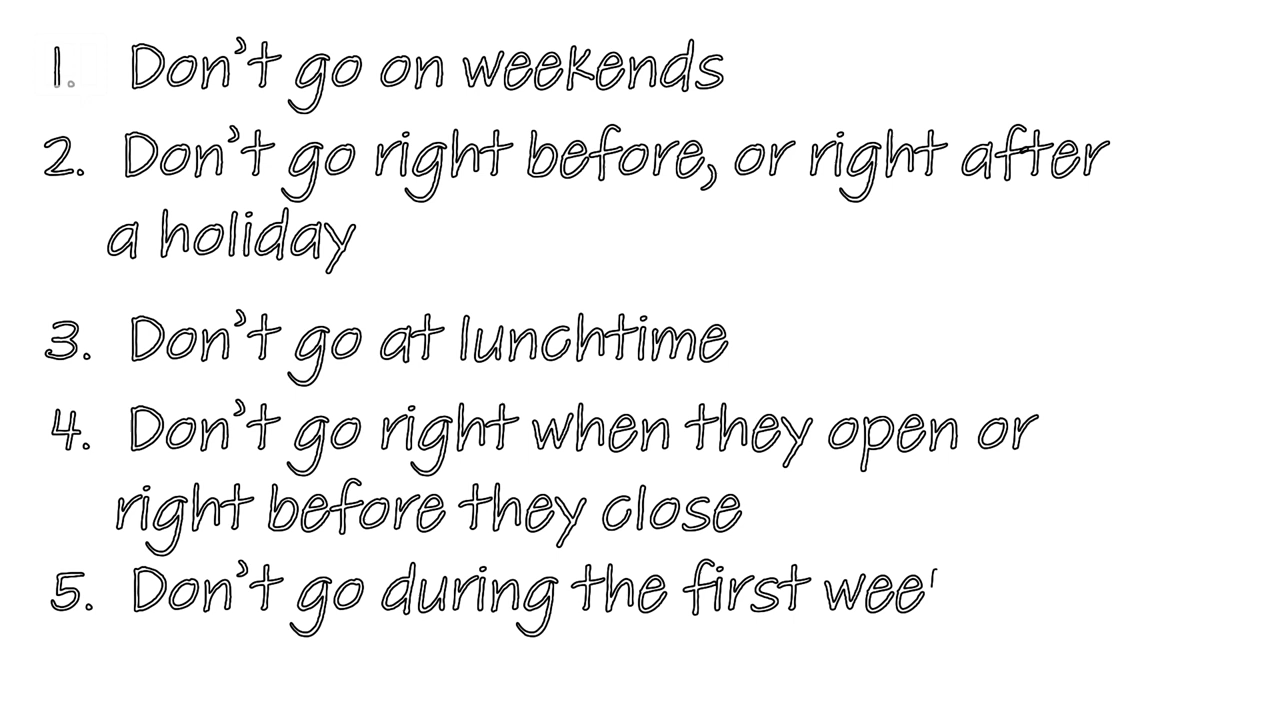 1. Don't go on weekends
2. Don't go right before, or right after
a holiday
3. Don't go at lunchtime
4. Don't go right when they open or
right before they close
5. Don't go during the first wee